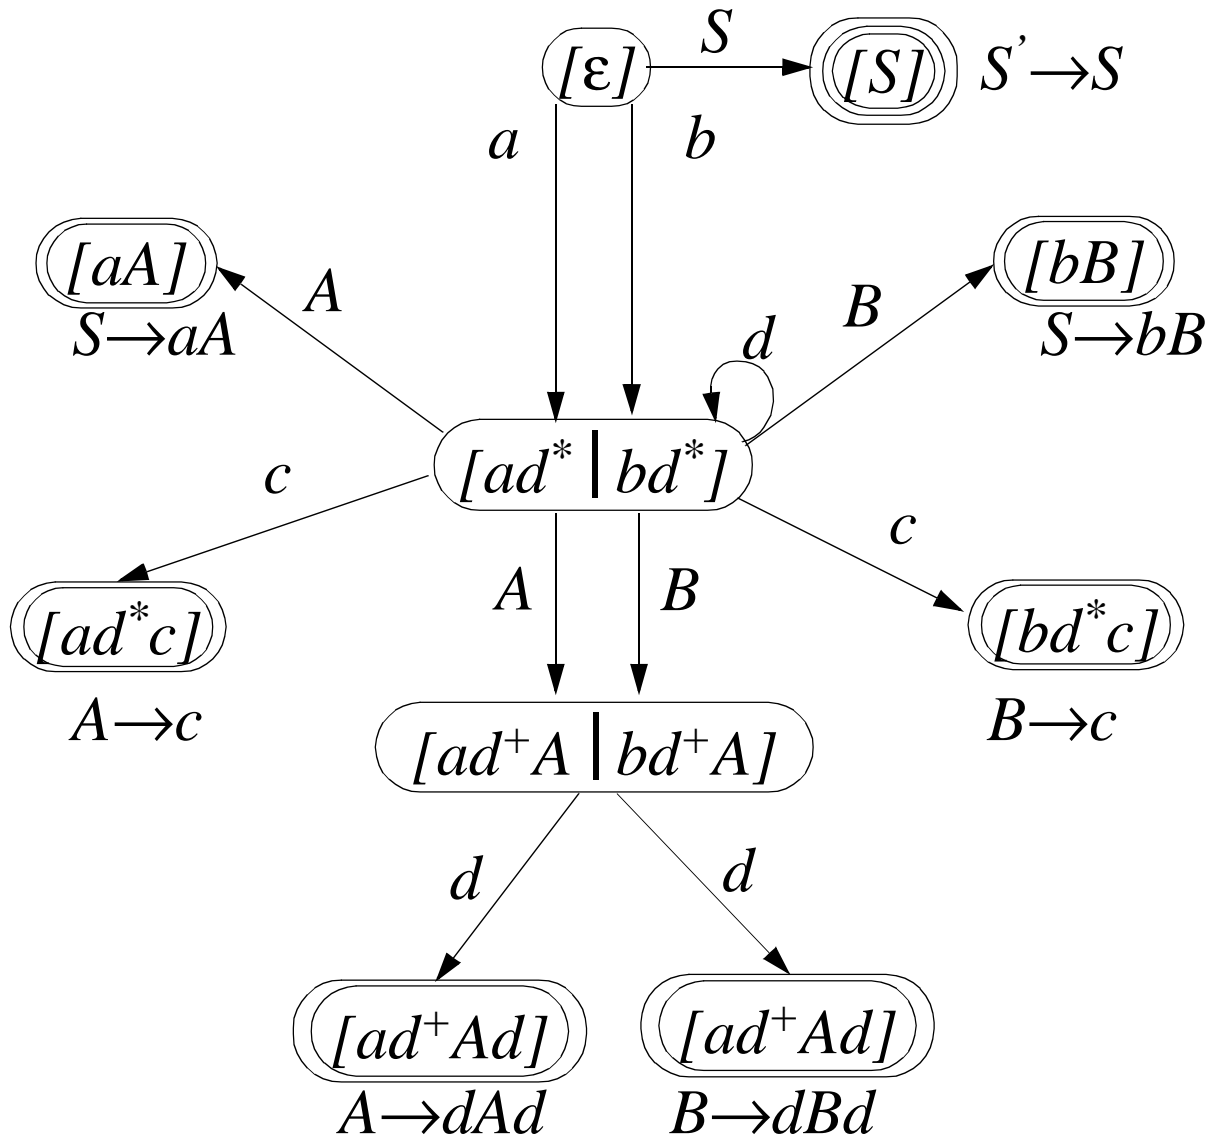 S
[ε] [S] S’→S
a b
[aA] [bB]
S→aA A B S→bB
d
[ad* | bd*]
c c
A B
[ad*c] [bd*c]
A→c B→c
[ad+A | bd+A]
d d
[ad+Ad] [ad+Ad]
A→dAd B→dBd